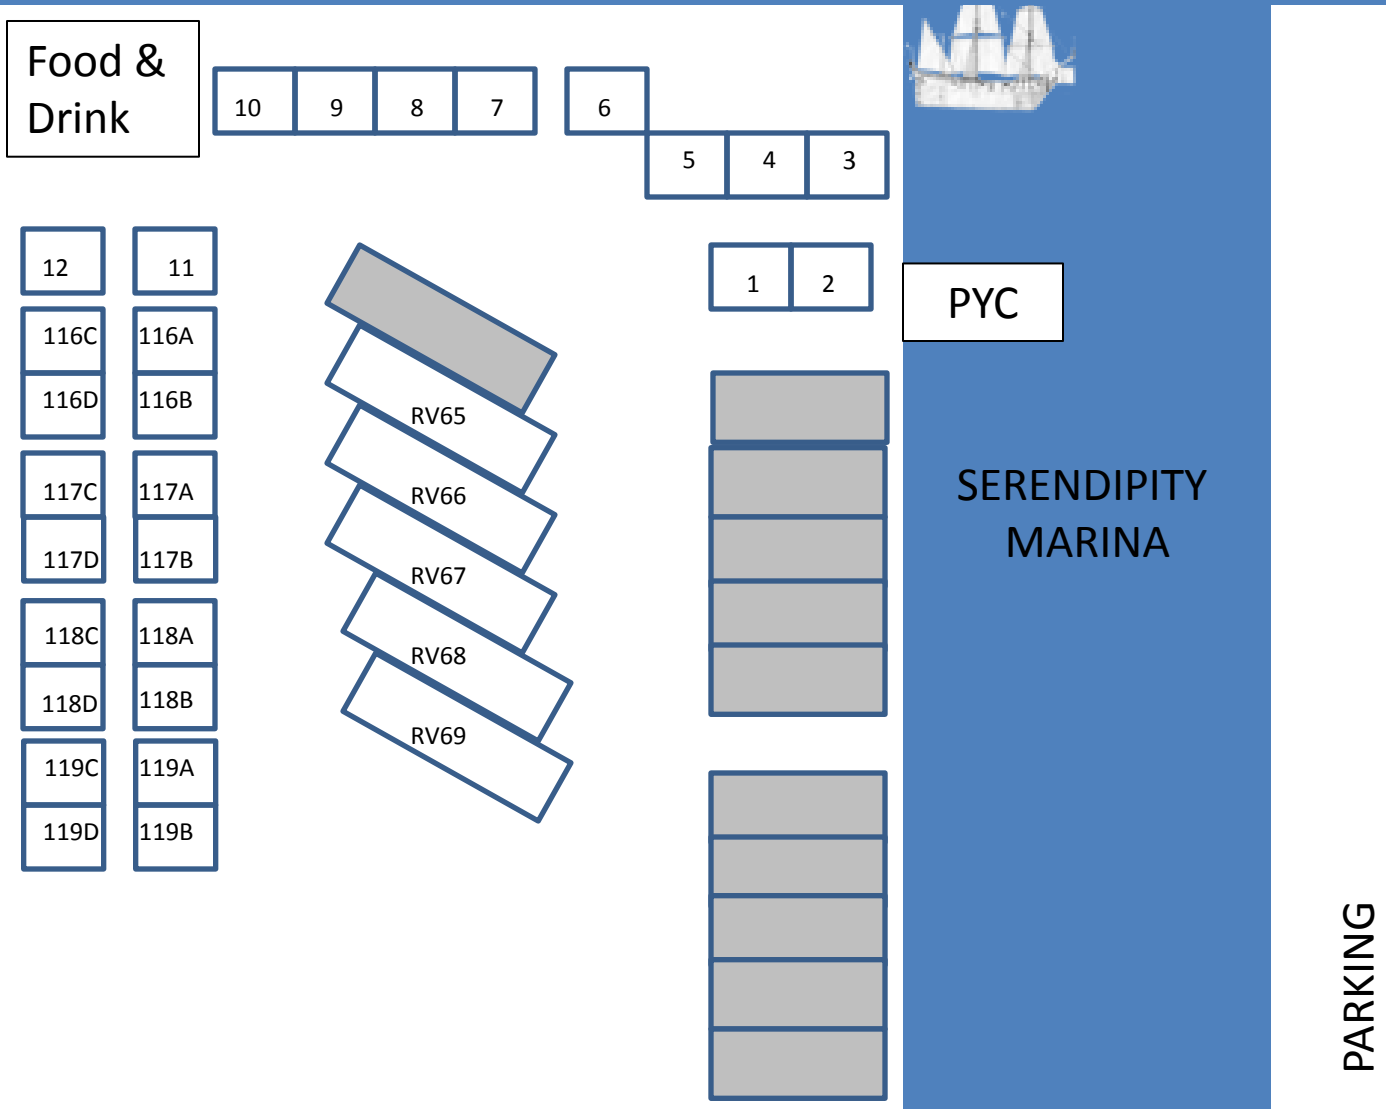 Food &
Drink
10 9 8 7 6
5 4 3
12 11
1 2
PYC
116C 116A
116D 116B
RV65
117C 117A
RV66
117D 117B
RV67
118C 118A
RV68
118D 118B
RV69
119C 119A
119D 119B
SERENDIPITY
MARINA
PARKING